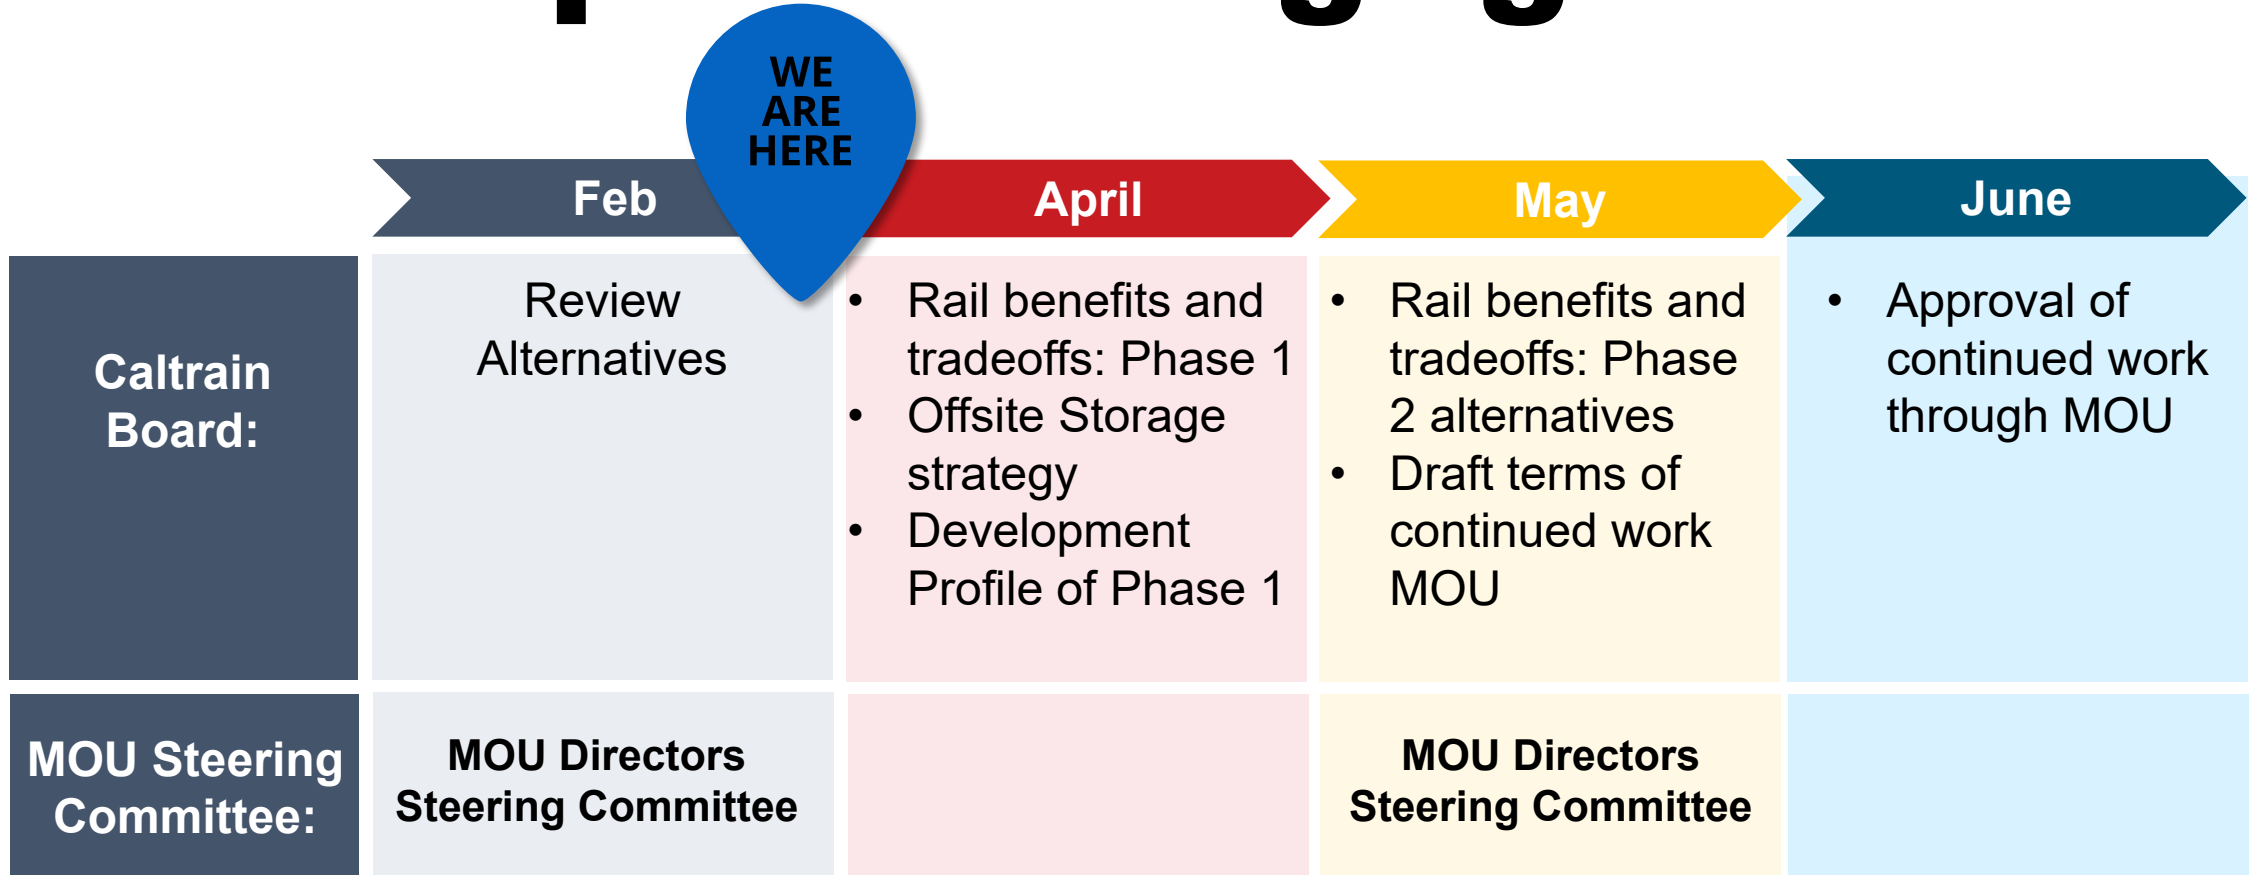 WE
ARE
HERE
Feb
April
May
June
Caltrain
Board:
Review
Alternatives
• Rail benefits and
tradeoffs: Phase 1
• Offsite Storage
strategy
• Development
Profile of Phase 1
• Rail benefits and
tradeoffs: Phase
2 alternatives
• Draft terms of
continued work
MOU
• Approval of
continued work
through MOU
MOU Steering
Committee:
MOU Directors
Steering Committee
MOU Directors
Steering Committee